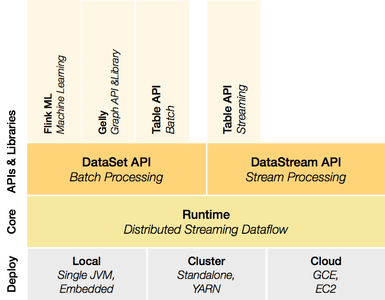 APIs & Libraries
Flink ML
Machine Learning
Gelly
Graph API &Library
Table API
Batch
Table API
Streaming
DataSet API
Batch Processing
DataStream API
Stream Processing
Core
Runtime
Distributed Streaming Dataflow
Deploy
Local
Single JVM,
Embedded
Cluster
Standalone,
YARN
Cloud
GCE,
EC2